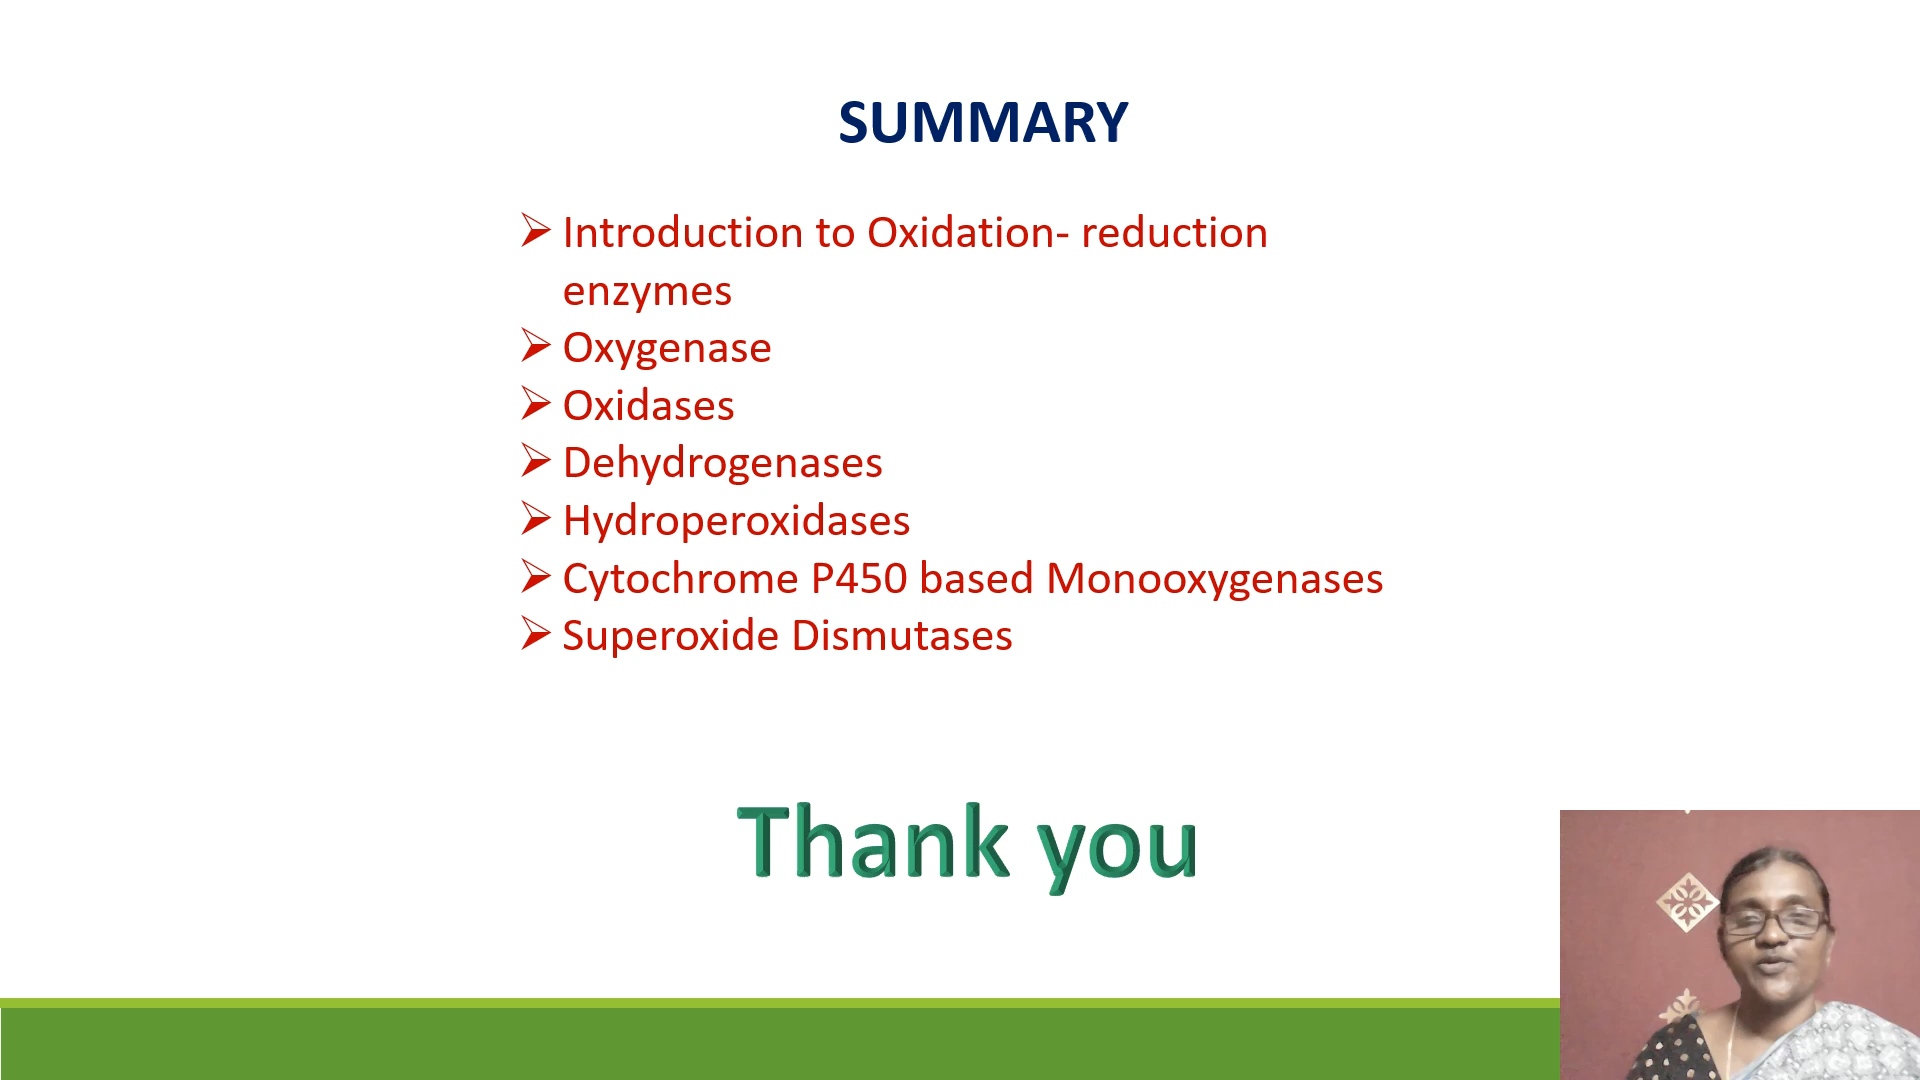 SUMMARY
➢ Introduction to Oxidation- reduction
enzymes
➢ Oxygenase
➢ Oxidases
➢ Dehydrogenases
➢ Hydroperoxidases
➢ Cytochrome P450 based Monooxygenases
➢ Superoxide Dismutases
Thank you